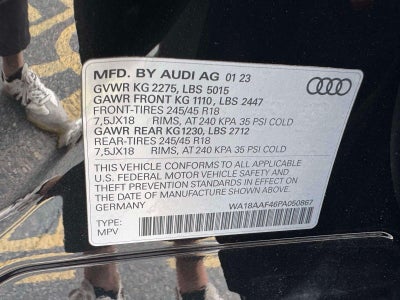 MFD. BY AUDI AG 01 23
GVWR KG 2275, LBS 5015
GAWR FRONT KG 1110, LBS 2447
FRONT-TIRES 245/45 R18
7,5JX18 RIMS, AT 240 KPA 35 PSI COLD
GAWR REAR KG1230, LBS 2712
REAR-TIRES 245/45 R18
7,5JX18 RIMS, AT 240 KPA 35 PSI COLD
THIS VEHICLE CONFORMS TO ALL APPLICABLE
U.S. FEDERAL MOTOR VEHICLE SAFETY AND
THEFT PREVENTION STANDARDS IN EFFECT ON
THE DATE OF MANUFACTURE SHOWN ABOVE.
GERMANY WA18AAF46PA050867
TYPE:
MPV